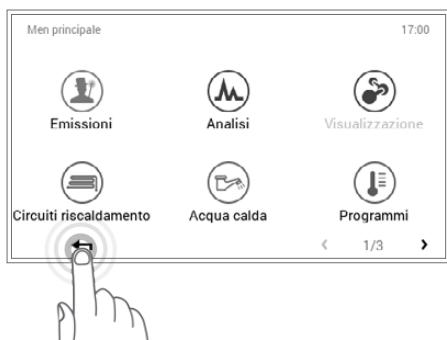 Men principale 17:00
Emissioni Analisi Visualizzazione
Circuiti riscaldamento Acqua calda Programmi
1/3